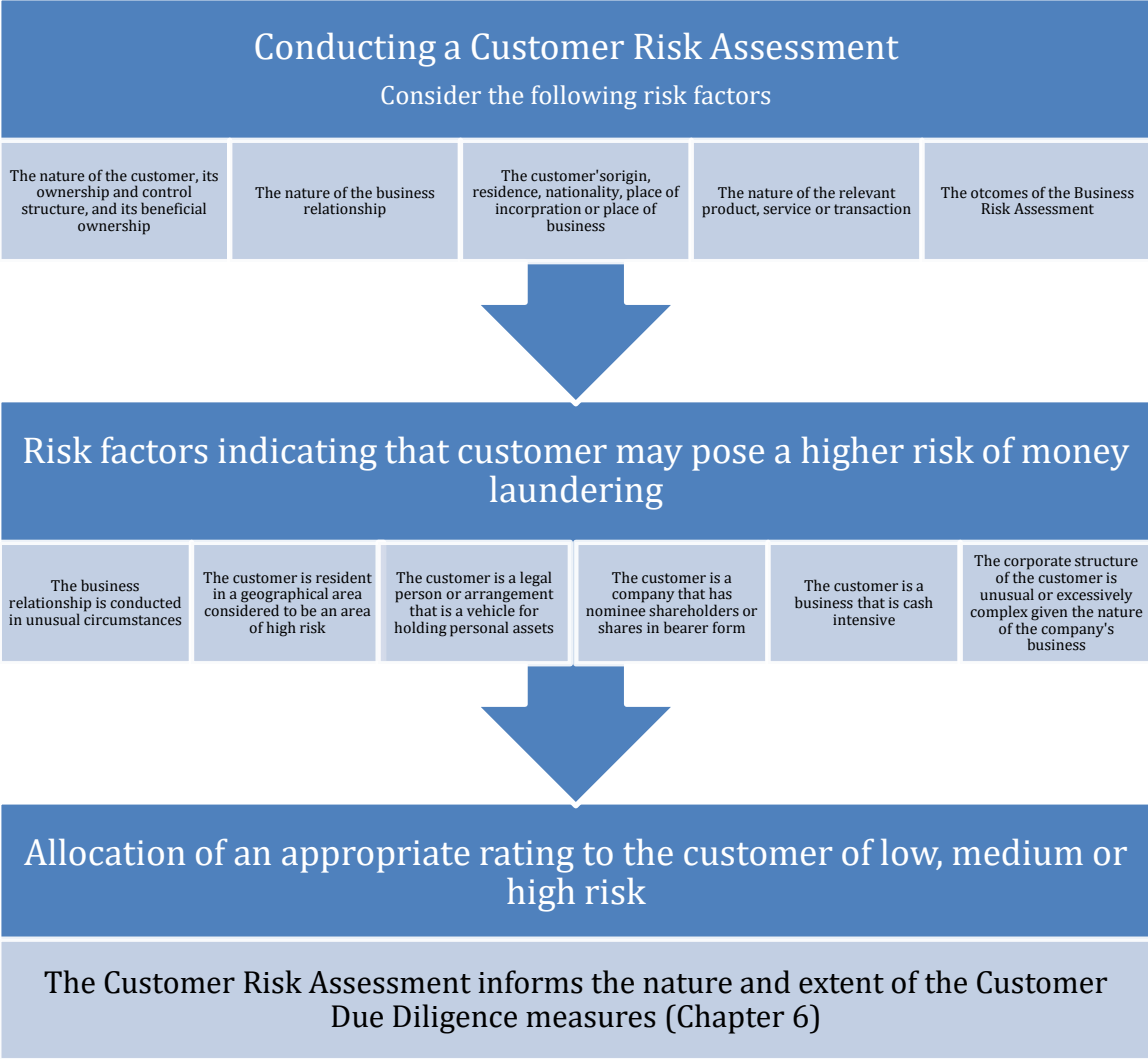 Conducting a Customer Risk Assessment
Consider the following risk factors
The nature of the customer, its
ownership and control
structure, and its beneficial
ownership
The nature of the business
relationship
The customer'sorigin,
residence, nationality, place of
incorpration or place of
business
The nature of the relevant
product, service or transaction
The otcomes of the Business
Risk Assessment
Risk factors indicating that customer may pose a higher risk of money
laundering
The business
relationship is conducted
in unusual circumstances
The customer is resident
in a geographical area
considered to be an area
of high risk
The customer is a legal
person or arrangement
that is a vehicle for
holding personal assets
The customer is a
company that has
nominee shareholders or
shares in bearer form
The customer is a
business that is cash
intensive
The corporate structure
of the customer is
unusual or excessively
complex given the nature
of the company's
business
Allocation of an appropriate rating to the customer of low, medium or
high risk
The Customer Risk Assessment informs the nature and extent of the Customer
Due Diligence measures (Chapter 6)